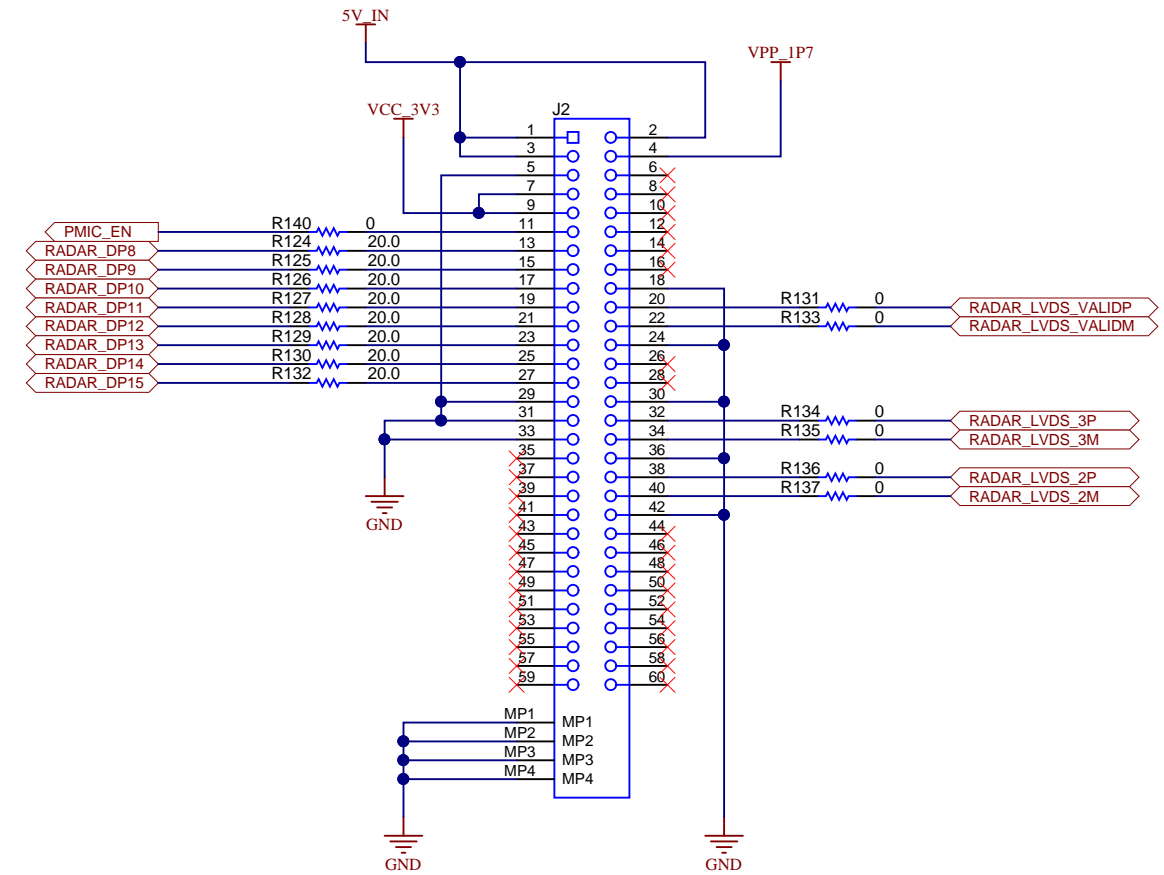 5V_IN
VPP_1P7
VCC_3V3
J2
1 2
3 4
5 6
7 8
9 10
PMIC_EN R140 0 11 12
RADAR_DP8 R124 20.0 13 14
RADAR_DP9 R125 20.0 15 16
RADAR_DP10 R126 20.0 17 18
RADAR_DP11 R127 20.0 19 20 R131 0 RADAR_LVDS_VALIDP
RADAR_DP12 R128 20.0 21 22 R133 0 RADAR_LVDS_VALIDM
RADAR_DP13 R129 20.0 23 24
RADAR_DP14 R130 20.0 25 26
RADAR_DP15 R132 20.0 27 28
29 30
31 32 R134 0 RADAR_LVDS_3P
33 34 R135 0 RADAR_LVDS_3M
35 36
37 38 R136 0 RADAR_LVDS_2P
39 40 R137 0 RADAR_LVDS_2M
41 42
GND
43 44
45 46
47 48
49 50
51 52
53 54
55 56
57 58
59 60
MP1 MP1
MP2 MP2
MP3 MP3
MP4 MP4
GND GND